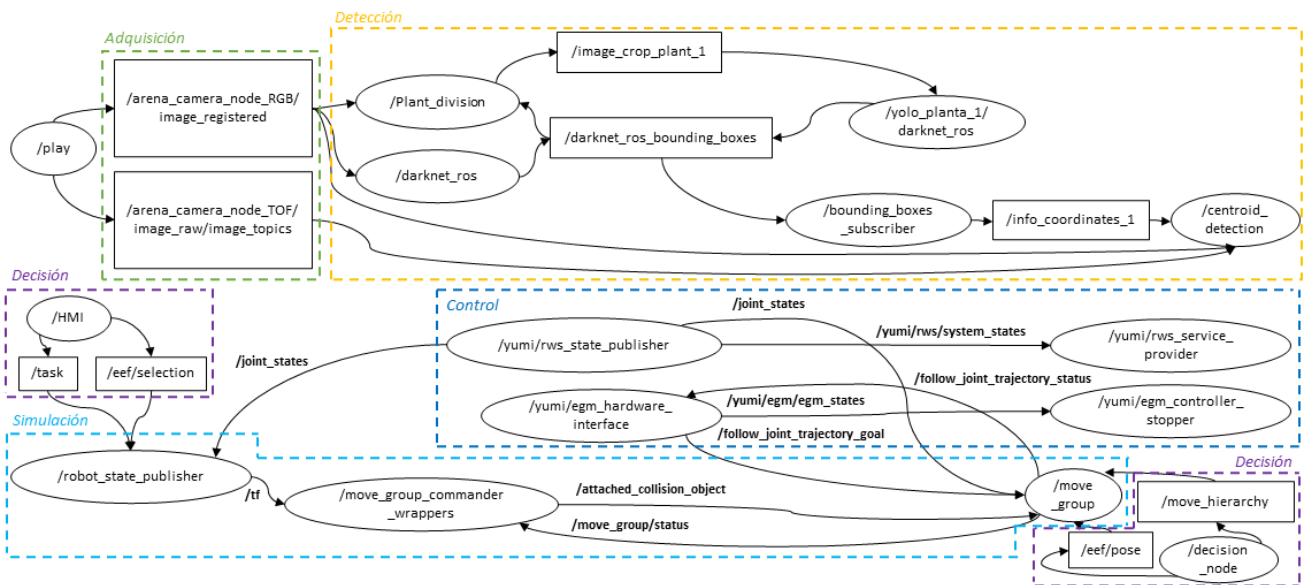 Detección
Adquisición
/play
/arena_camera_node_RGB/
image_registered
/arena_camera_node_TOF/
image_raw/image_topics
/Plant_division
/darknet_ros
/image_crop_plant_1
/darknet_ros_bounding_boxes
/yolo_planta_1/
darknet_ros
/bounding_boxes
_subscriber
/info_coordinates_1
/centroid_
detection
Decisión
/HMI
/task
/eef/selection
/joint_states
Control
/joint_states
/yumi/rws_state_publisher
/yumi/rws/system_states
/yumi/rws_service_
provider
/follow_joint_trajectory_status
/yumi/egm_hardware_
interface
/yumi/egm/egm_states
/yumi/egm_controller_
stopper
/follow_joint_trajectory_goal
Simulación
/robot_state_publisher
/tf
/move_group_commander
_wrappers
/attached_collision_object
/move_group/status
/move
_group
Decisión
/move_hierarchy
/eef/pose
/decision
_node